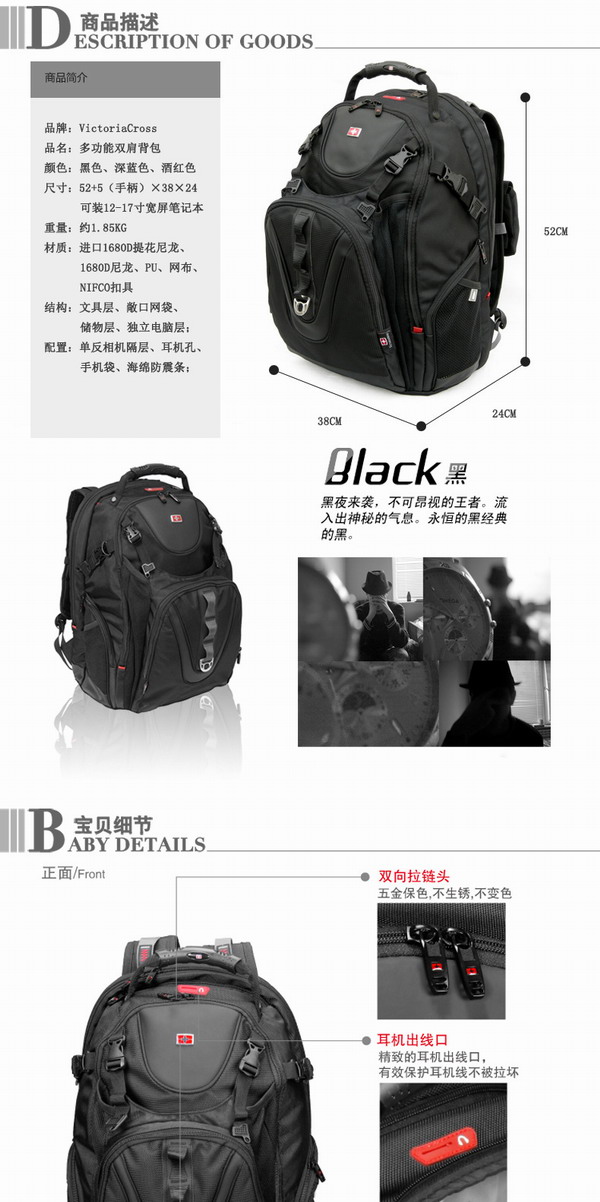 商品描述
DESCRIPTION OF GOODS
商品简介
品牌：VictoriaCross
品名：多功能双肩背包
颜色：黑色、深蓝色、酒红色
尺寸：52+5（手柄）×38×24
可装12-17寸宽屏笔记本
重量：约1.85KG
材质：进口1680D提花尼龙、
1680D尼龙、PU、网布、
NIFCO扣具
结构：文具层、敞口网袋、
储物层、独立电脑层；
配置：单反相机隔层、耳机孔、
手机袋、海绵防震条；
52CM
38CM
24CM
Black 黑
黑夜来袭，不可昂视的王者。流
入出神秘的气息。永恒的黑经典
的黑。
宝贝细节
BABY DETAILS
正面/Front
双向拉链头
五金保色,不生锈,不变色
耳机出线口
精致的耳机出线口，
有效保护耳机线不被拉坏